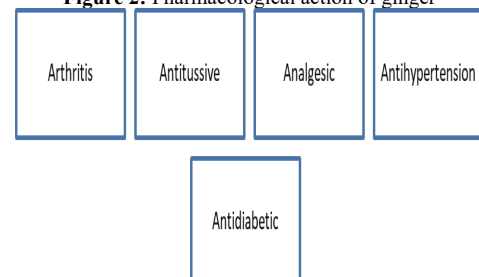 Figure 2: Pharmacological action of ginger
Arthritis Antitussive Analgesic Antihypertension
Antidiabetic